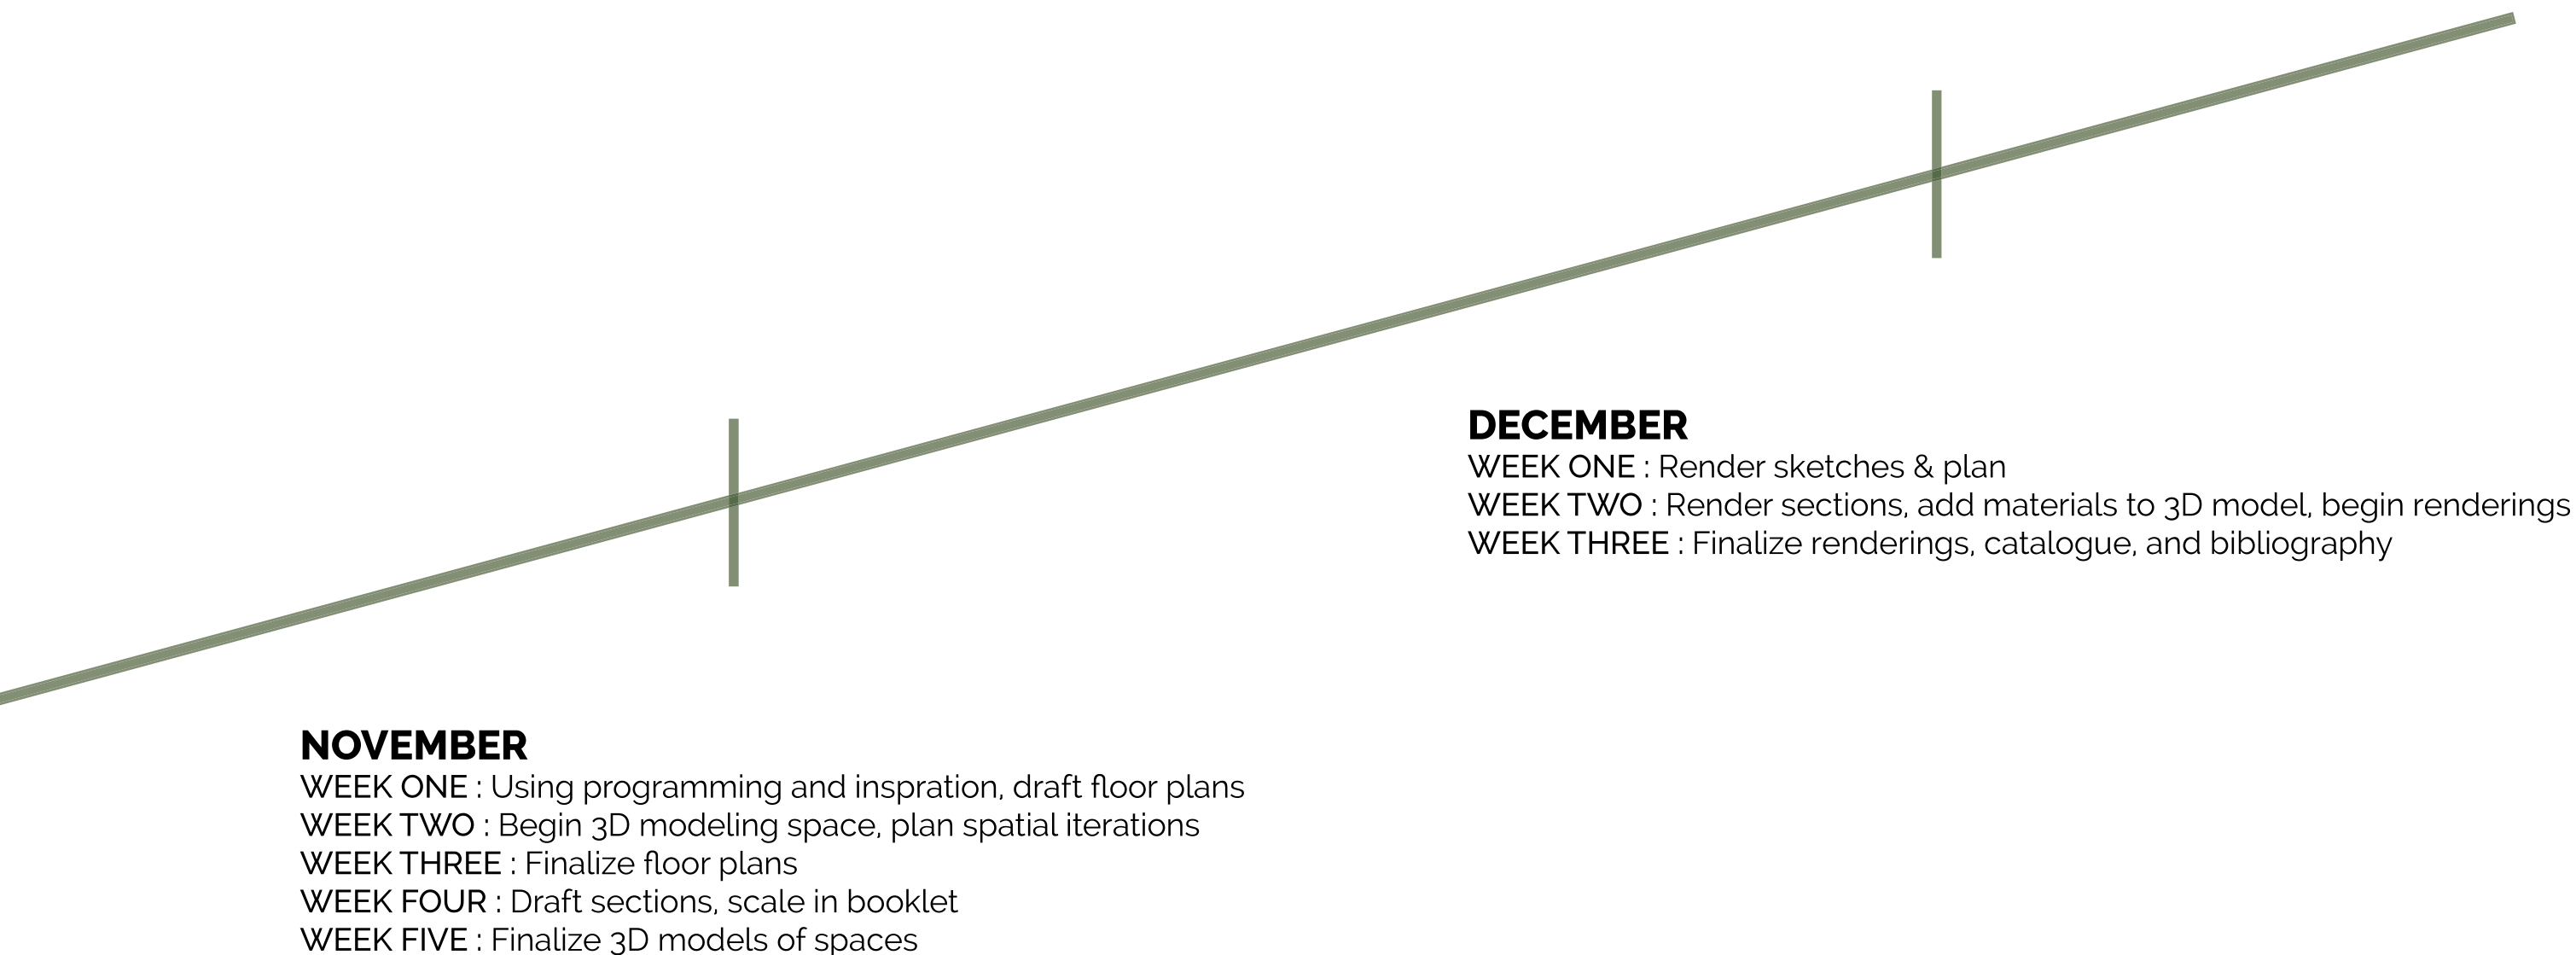 NOVEMBER
WEEK ONE : Using programming and inspration, draft floor plans
WEEK TWO : Begin 3D modeling space, plan spatial iterations
WEEK THREE : Finalize floor plans
WEEK FOUR : Draft sections, scale in booklet
WEEK FIVE : Finalize 3D models of spaces
DECEMBER
WEEK ONE : Render sketches & plan
WEEK TWO : Render sections, add materials to 3D model, begin renderings
WEEK THREE : Finalize renderings, catalogue, and bibliography